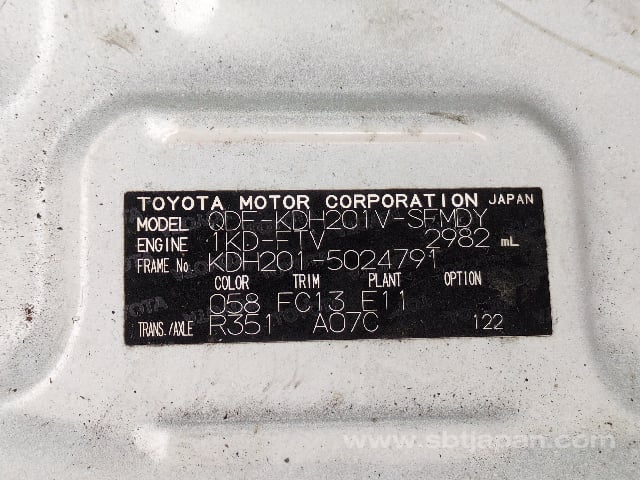 TOYOTA MOTOR CORPORATION JAPAN
MODEL QDF-KDH201V-SFMDY
ENGINE 1KD-FTV 2982 mL
FRAME No. KDH201-5024791
COLOR TRIM PLANT OPTION
058 FC13 E11
TRANS./AXLE R351 A07C 122
www.sbtjapan.com